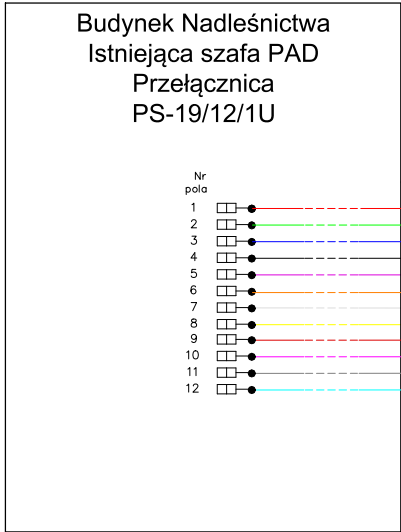 Budynek Nadleśnictwa
Istniejąca szafa PAD
Przełącznica
PS-19/12/1U
Nr
pola
1
2
3
4
5
6
7
8
9
10
11
12